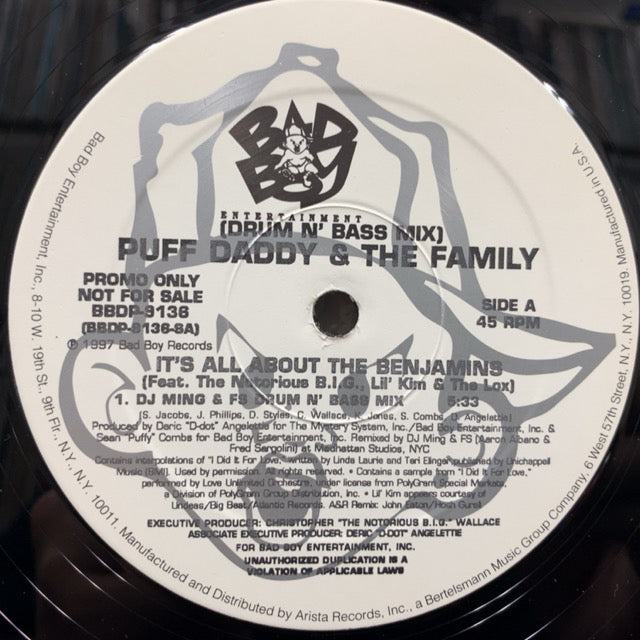 BAD BOY
ENTERTAINMENT
(DRUM N' BASS MIX)
PUFF DADDY & THE FAMILY
PROMO ONLY
NOT FOR SALE
BBDP-9136
(BBDP-9136-SA)
℗ 1997 Bad Boy Records
SIDE A
45 RPM
IT'S ALL ABOUT THE BENJAMINS
(Feat. The Notorious B.I.G., Lil' Kim & The Lox)
1. DJ MING & FS DRUM N' BASS MIX 5:33
(S. Jacobs, J. Phillips, D. Styles, C. Wallace, K. Jones, S. Combs, D. Angelettie)
Produced by Deric "D-dot" Angelettie for The Mystery System, Inc./Bad Boy Entertainment, Inc. &
Sean "Puffy" Combs for Bad Boy Entertainment, Inc. Remixed by DJ Ming & FS (Aaron Abano &
Fred Sargolini) at Manhattan Studios, NYC
Contains interpolations of "I Did It For Love," written by Linda Laurie and Teri Etlinger published by Unichappell
Music (BMI). Used by permission. All rights reserved. • Contains a sample from "I Did It For Love,"
performed by Love Unlimited Orchestra under license from PolyGram Special Markets,
a Division of PolyGram Group Distribution, Inc. • Lil' Kim appears courtesy of
Undeas/Big Beat/Atlantic Records. A&R Remix: John Eaton/
EXECUTIVE PRODUCER: CHRISTOPHER "THE NOTORIOUS B.I.G." WALLACE
ASSOCIATE EXECUTIVE PRODUCER: DERIC "D-DOT" ANGELETTIE
FOR BAD BOY ENTERTAINMENT, INC.
UNAUTHORIZED DUPLICATION IS A
VIOLATION OF APPLICABLE LAWS
Bad Boy Entertainment, Inc., 8-10 W. 19th St., 9th Flr., N.Y., N.Y. 10011. Manufactured and Distributed by Arista Records, Inc., a Bertelsmann Music Group Company, 6 West 57th Street, N.Y., N.Y. 10019. Manufactured in U.S.A.